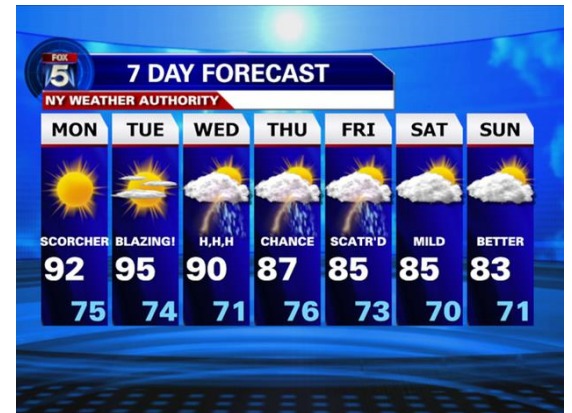 FOX
5
7 DAY FORECAST
NY WEATHER AUTHORITY
MON TUE WED THU FRI SAT SUN
SCORCHER BLAZING! H,H,H CHANCE SCATR'D MILD BETTER
92 95 90 87 85 85 83
75 74 71 76 73 70 71